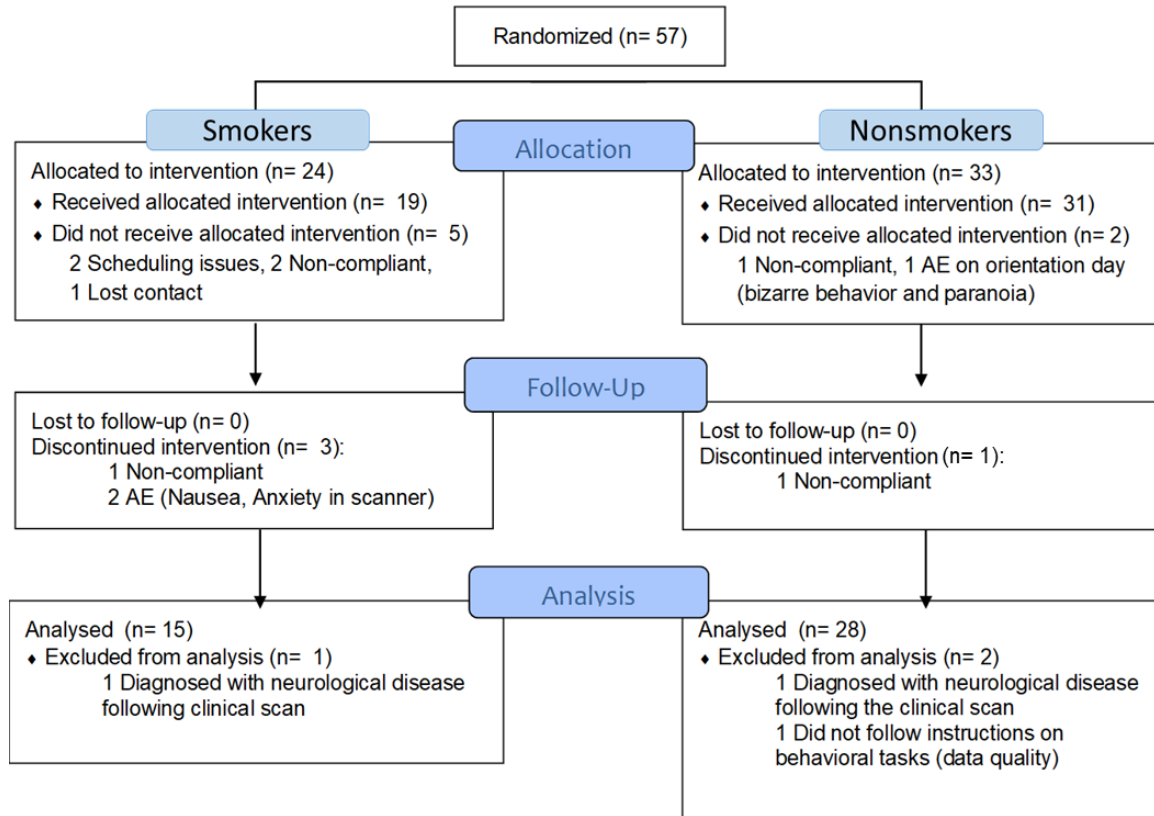 Randomized (n= 57)
Smokers
Nonsmokers
Allocation
Allocated to intervention (n= 24)
♦ Received allocated intervention (n=  19)
♦ Did not receive allocated intervention (n=  5)
2 Scheduling issues, 2 Non-compliant,
1 Lost contact
Allocated to intervention (n= 33)
♦ Received allocated intervention (n=  31)
♦ Did not receive allocated intervention (n= 2)
1 Non-compliant, 1 AE on orientation day
(bizarre behavior and paranoia)
Follow-Up
Lost to follow-up (n= 0)
Discontinued intervention (n=  3):
1 Non-compliant
2 AE (Nausea, Anxiety in scanner)
Lost to follow-up (n= 0)
Discontinued intervention (n= 1):
1 Non-compliant
Analysis
Analysed  (n= 15)
♦ Excluded from analysis (n=  1)
1 Diagnosed with neurological disease
following clinical scan
Analysed  (n= 28)
♦ Excluded from analysis (n= 2)
1 Diagnosed with neurological disease
following the clinical scan
1 Did not follow instructions on
behavioral tasks (data quality)